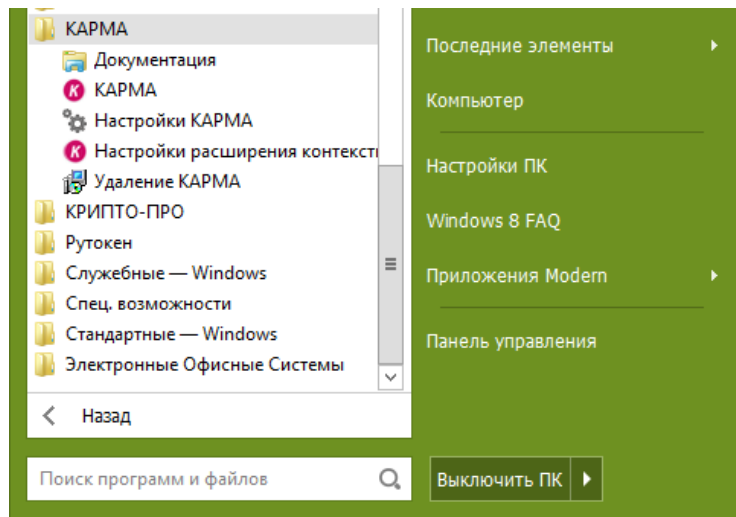 КАРМА
Документация
КАРМА
Настройки КАРМА
Настройки расширения контекст
Удаление КАРМА
КРИПТО-ПРО
Рутокен
Служебные — Windows
Спец. возможности
Стандартные — Windows
Электронные Офисные Системы
Назад
Поиск программ и файлов
Последние элементы
Компьютер
Настройки ПК
Windows 8 FAQ
Приложения Modern
Панель управления
Выключить ПК